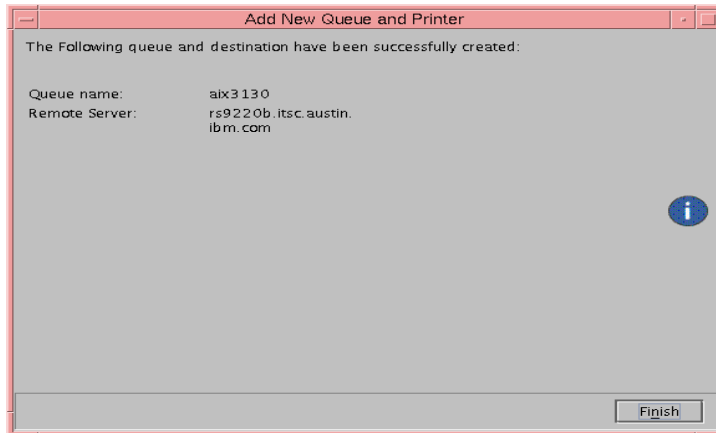 Add New Queue and Printer
The Following queue and destination have been successfully created:
Queue name: aix3130
Remote Server: rs9220b.itsc.austin.
ibm.com
i
Finish